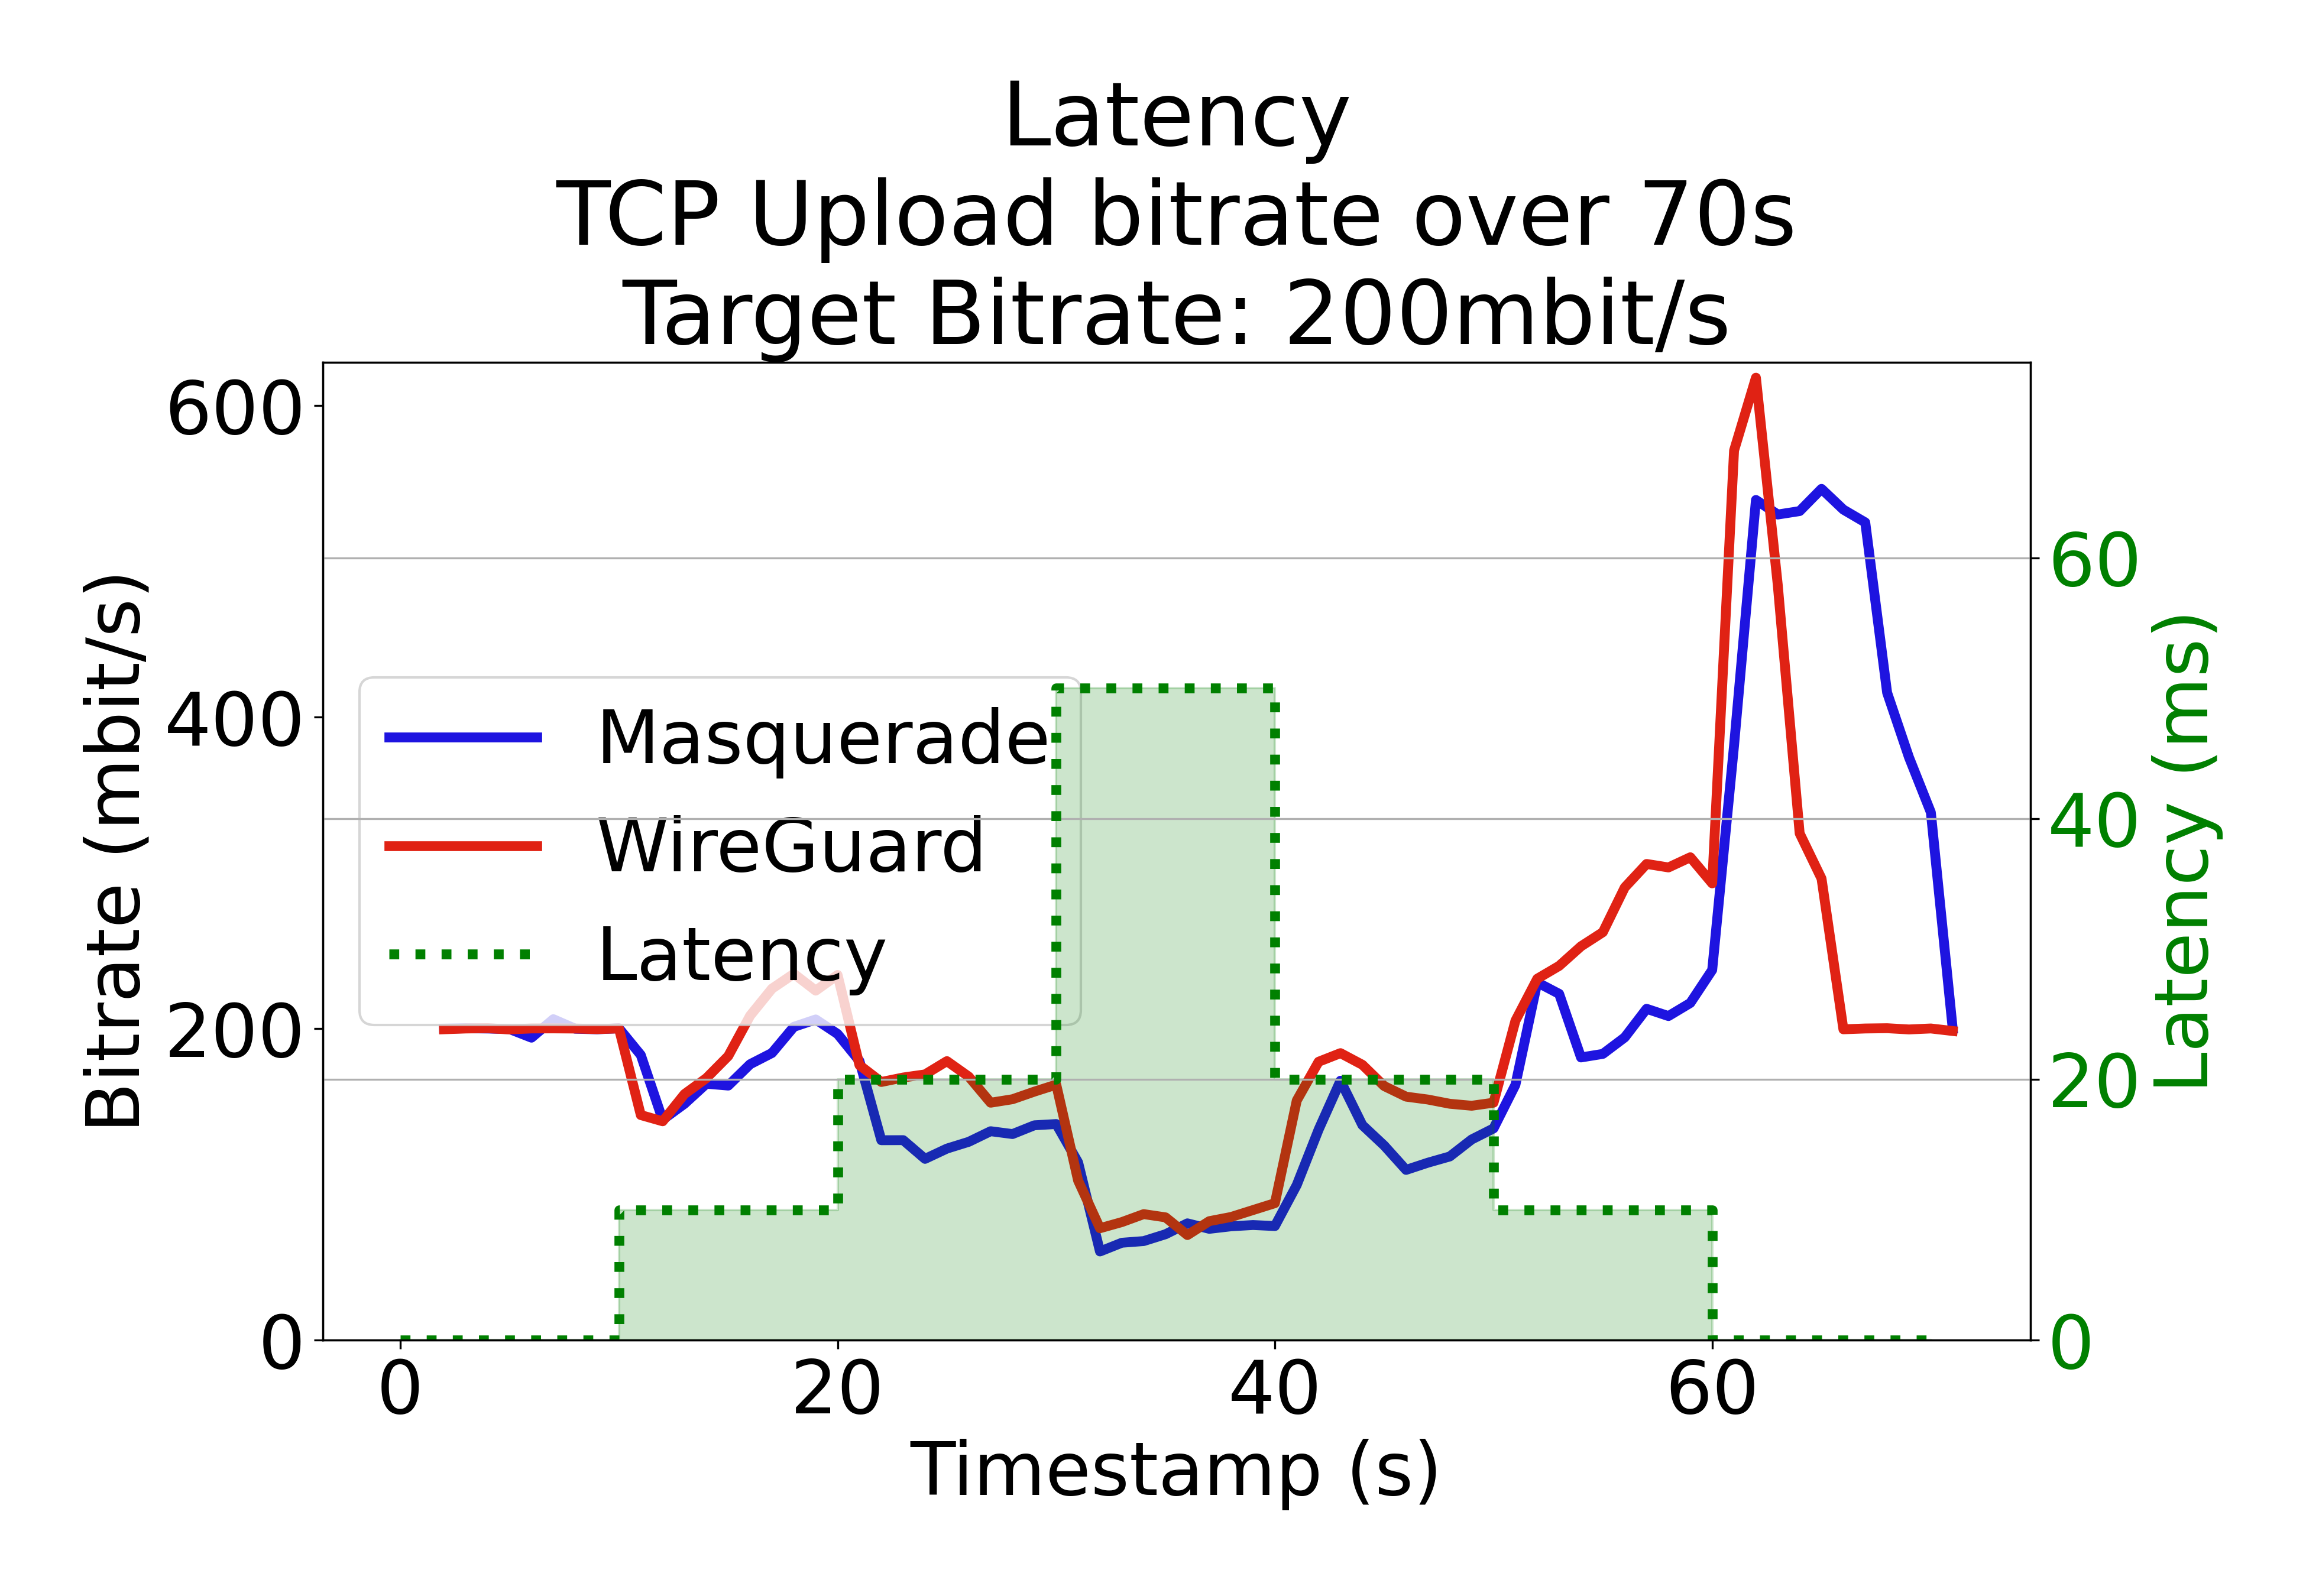 Latency
TCP Upload bitrate over 70s
Target Bitrate: 200mbit/s
600
400
200
0
Bitrate (mbit/s)
Masquerade
WireGuard
Latency
60
40
20
0
Latency (ms)
0
20
40
60
Timestamp (s)